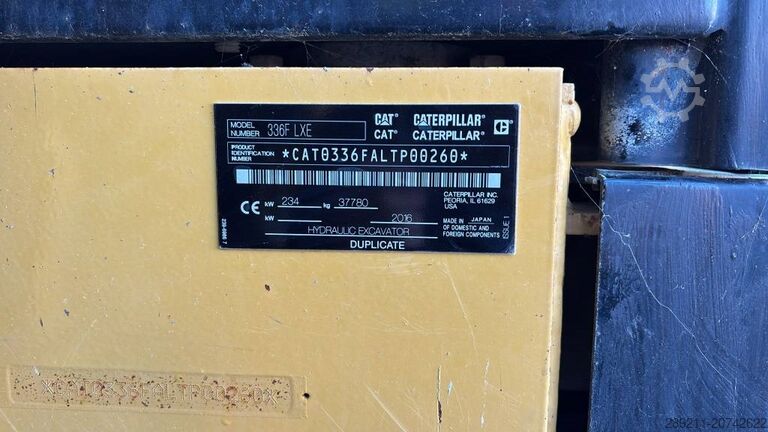 MODEL NUMBER 336F LXE CAT® CATERPILLAR®
CAT® CATERPILLAR® C
PRODUCT IDENTIFICATION NUMBER *CAT0336FALTP00260*
CATERPILLAR INC.
PEORIA, IL 61629
USA
CE kW 234 kg 37780
kW 2016
MADE IN JAPAN
OF DOMESTIC AND
FOREIGN COMPONENTS
HYDRAULIC EXCAVATOR
DUPLICATE
ISSUE 1
289211-20742622